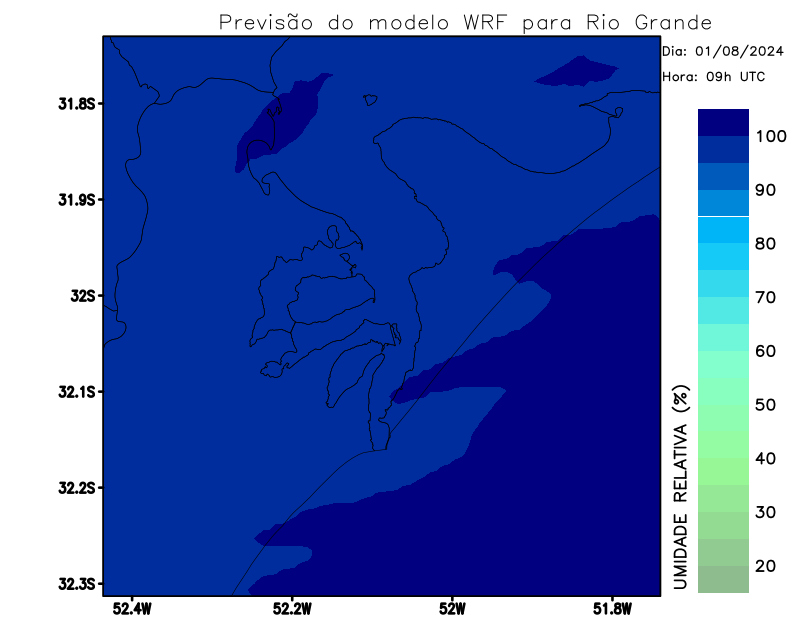 Previsão do modelo WRF para Rio Grande
Dia: 01/08/2024
Hora: 09h UTC
31.8S
31.9S
32S
32.1S
32.2S
32.3S
52.4W
52.2W
52W
51.8W
UMIDADE RELATIVA (%)
100
90
80
70
60
50
40
30
20